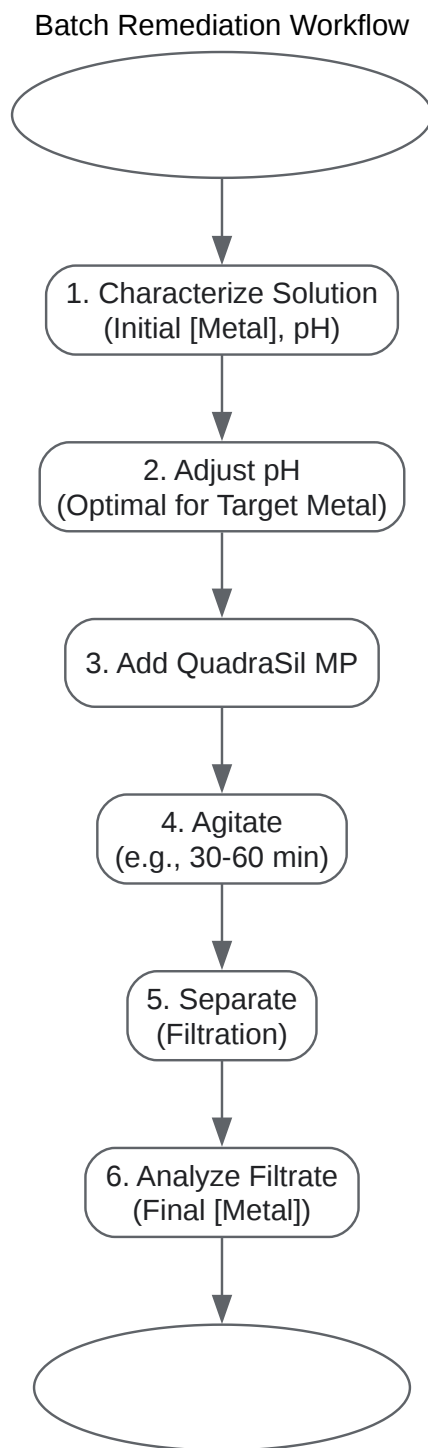 Batch Remediation Workflow
1. Characterize Solution
(Initial [Metal], pH)
2. Adjust pH
(Optimal for Target Metal)
3. Add QuadraSil MP
4. Agitate
(e.g., 30-60 min)
5. Separate
(Filtration)
6. Analyze Filtrate
(Final [Metal])